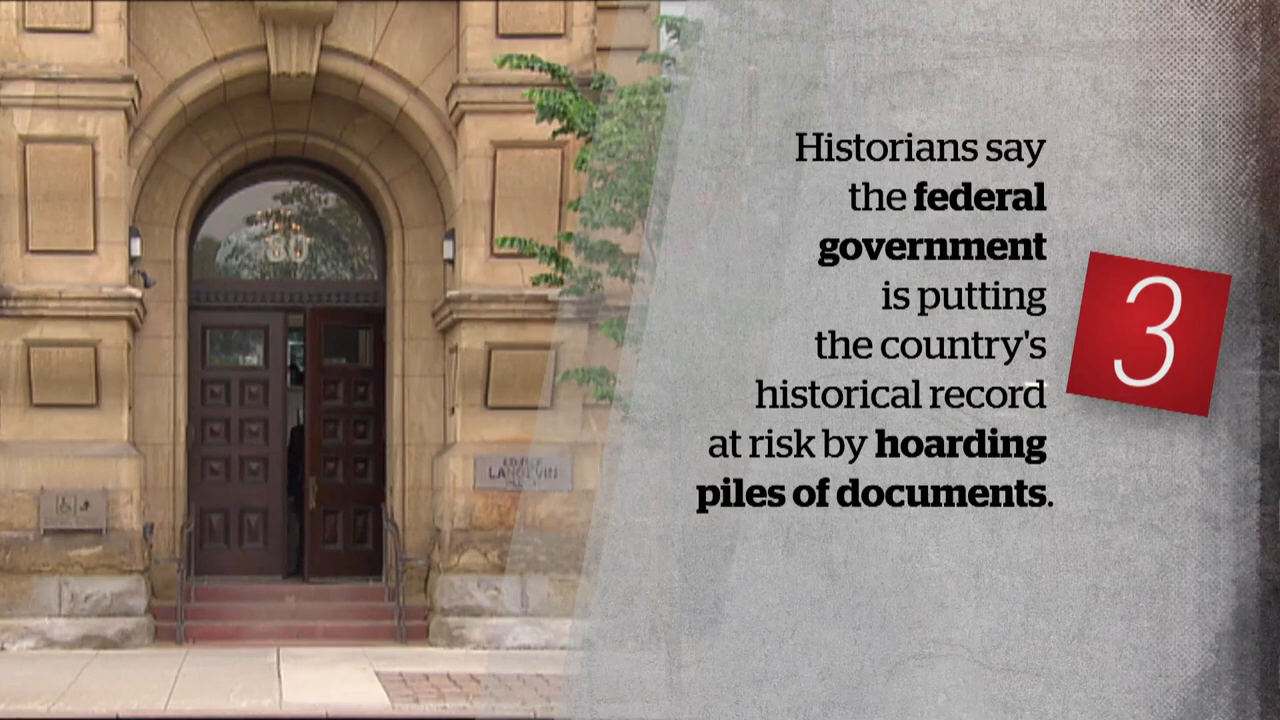 80
EDIFICE
LANGEVIN
Historians say
the federal
government
is putting
the country's
historical record
at risk by hoarding
piles of documents.
3